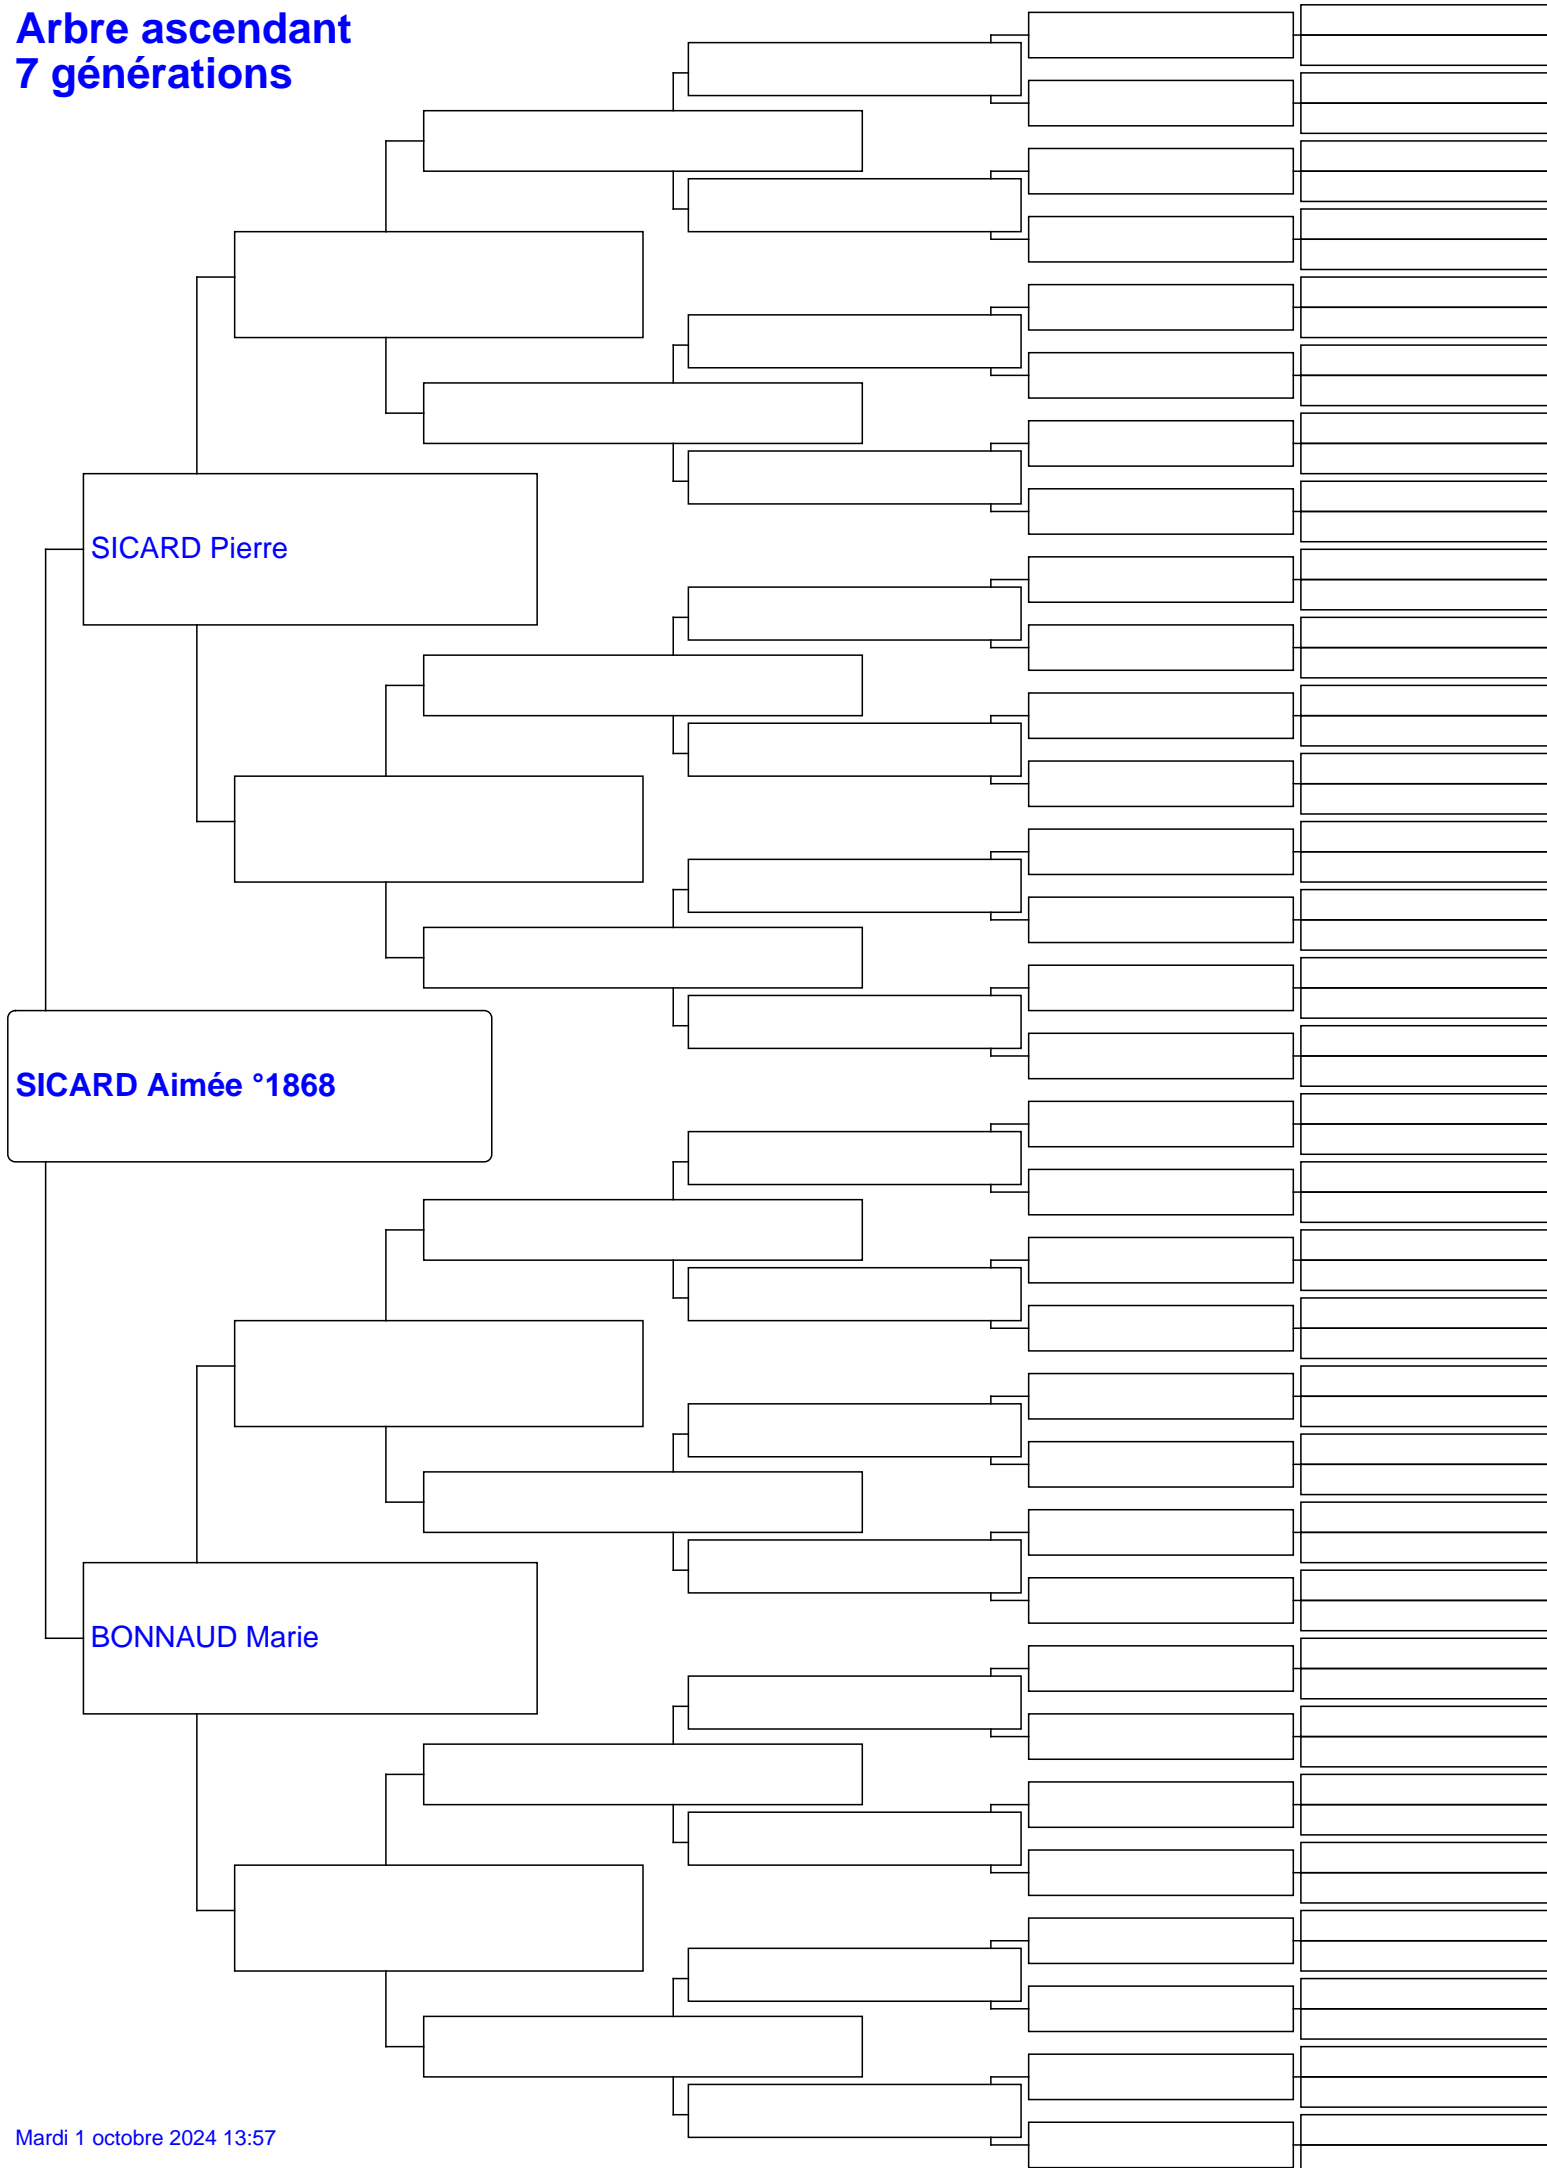 Arbre ascendant
7 générations
SICARD Pierre
SICARD Aimée °1868
BONNAUD Marie
Mardi 1 octobre 2024 13:57